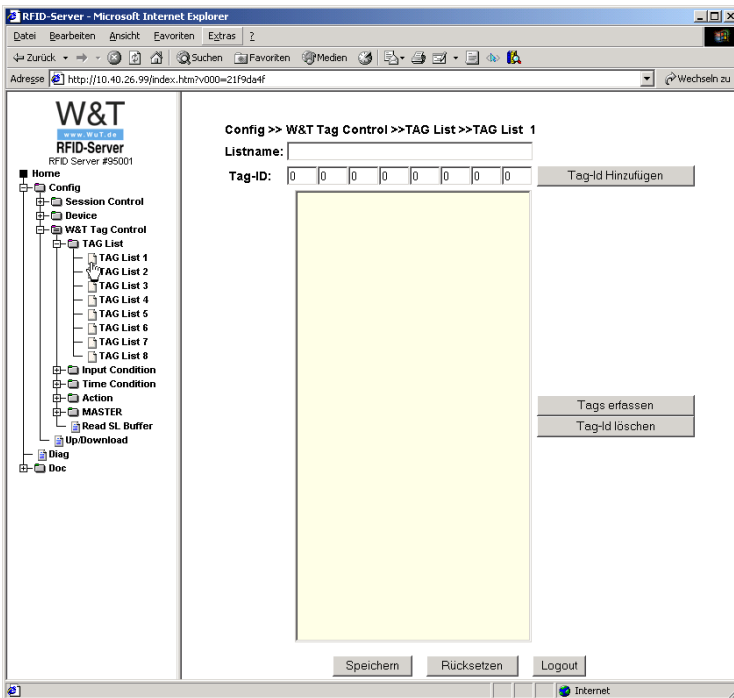 RFID-Server - Microsoft Internet Explorer
Datei Bearbeiten Ansicht Favoriten Extras ?
Zurück Suchen Favoriten Medien
Adresse http://10.40.26.99/index.htm?v000=21f9da4f Wechseln zu
W&T
www.WuT.de
RFID-Server
RFID Server #95001
Home
Config
Session Control
Device
W&T Tag Control
TAG List
TAG List 1
TAG List 2
TAG List 3
TAG List 4
TAG List 5
TAG List 6
TAG List 7
TAG List 8
Input Condition
Time Condition
Action
MASTER
Read SL Buffer
Up/Download
Diag
Doc
Config >> W&T Tag Control >>TAG List >>TAG List 1
Listname:
Tag-ID: 0 0 0 0 0 0 0 0 Tag-Id Hinzufügen
Tags erfassen
Tag-Id löschen
Speichern Rücksetzen Logout
Internet